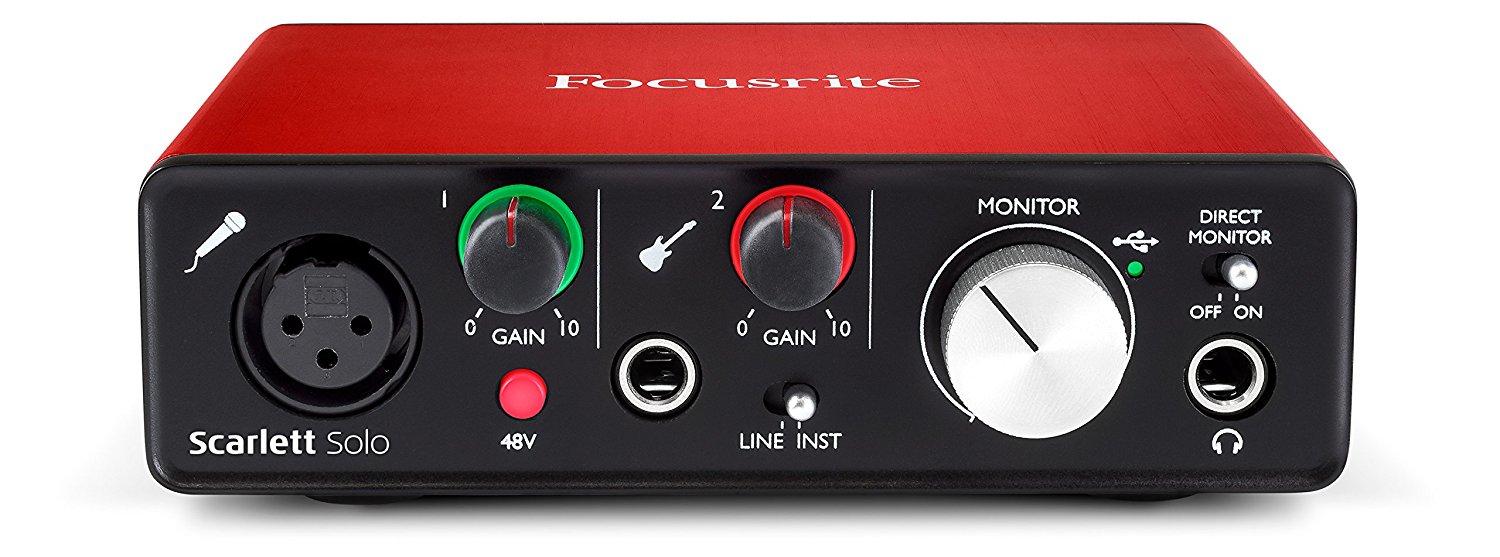 Focusrite
1
2
MONITOR
DIRECT
MONITOR
0 GAIN 10
0 GAIN 10
OFF ON
48V
LINE INST
Scarlett Solo